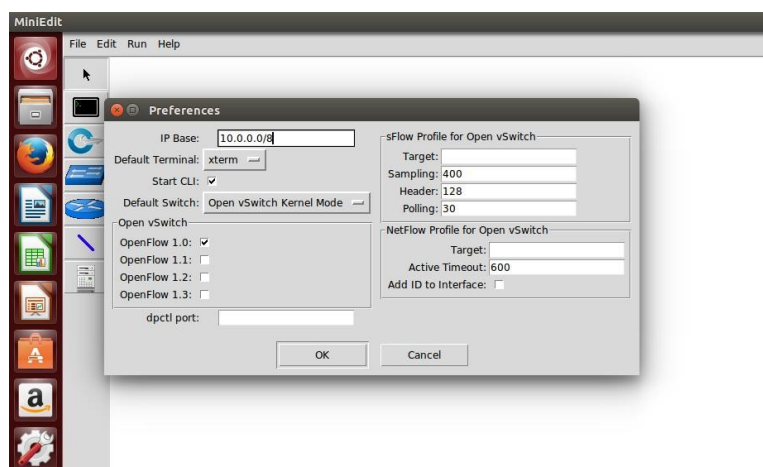 MiniEdit
File Edit Run Help
Preferences
IP Base: 10.0.0.0/8
Default Terminal: xterm
Start CLI:
Default Switch: Open vSwitch Kernel Mode
Open vSwitch
OpenFlow 1.0:
OpenFlow 1.1:
OpenFlow 1.2:
OpenFlow 1.3:
dpctl port:
sFlow Profile for Open vSwitch
Target:
Sampling: 400
Header: 128
Polling: 30
NetFlow Profile for Open vSwitch
Target:
Active Timeout: 600
Add ID to Interface:
OK
Cancel